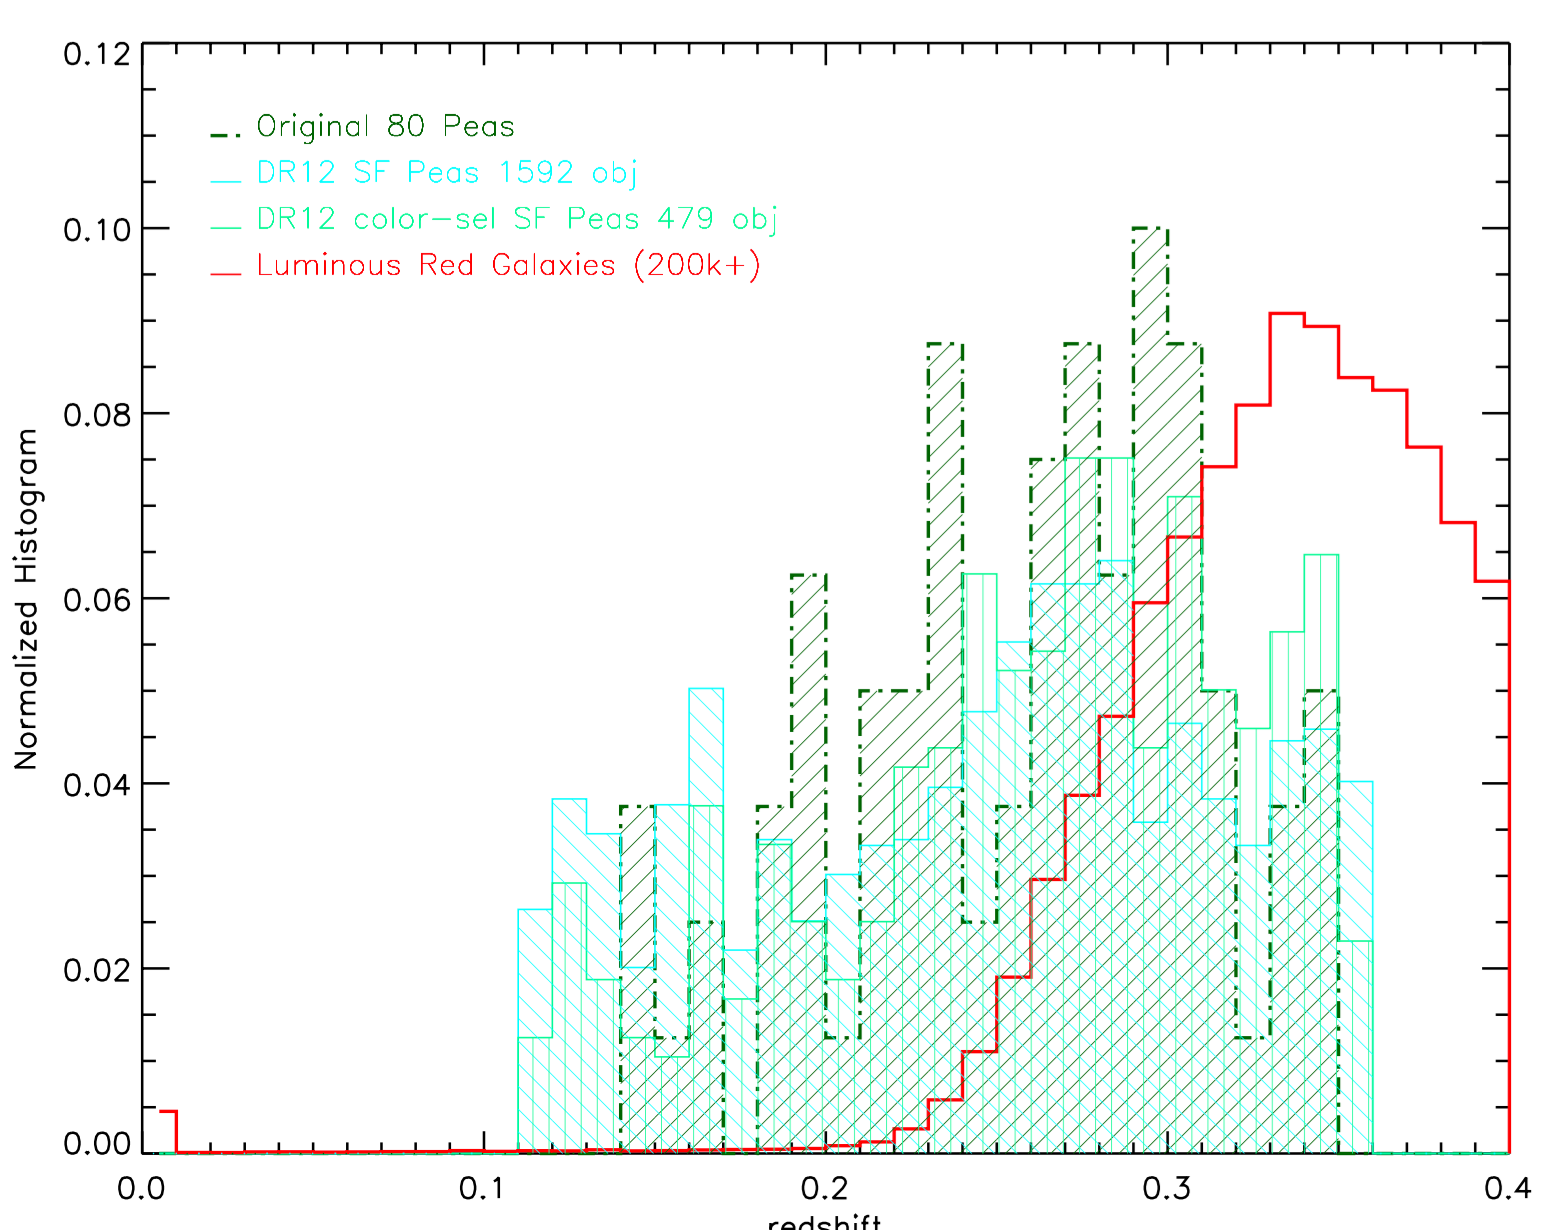 0.12
Original 80 Peas
DR12 SF Peas 1592 obj
DR12 color-sel SF Peas 479 obj
Luminous Red Galaxies (200k+)
0.10
0.08
0.06
0.04
0.02
0.00
Normalized Histogram
0.0 0.1 0.2 0.3 0.4
redshift